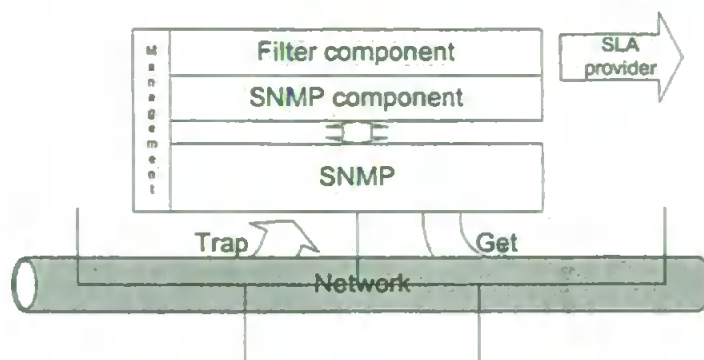 Filter component
SLA
provider
SNMP component
Management
SNMP
Trap
Get
Network